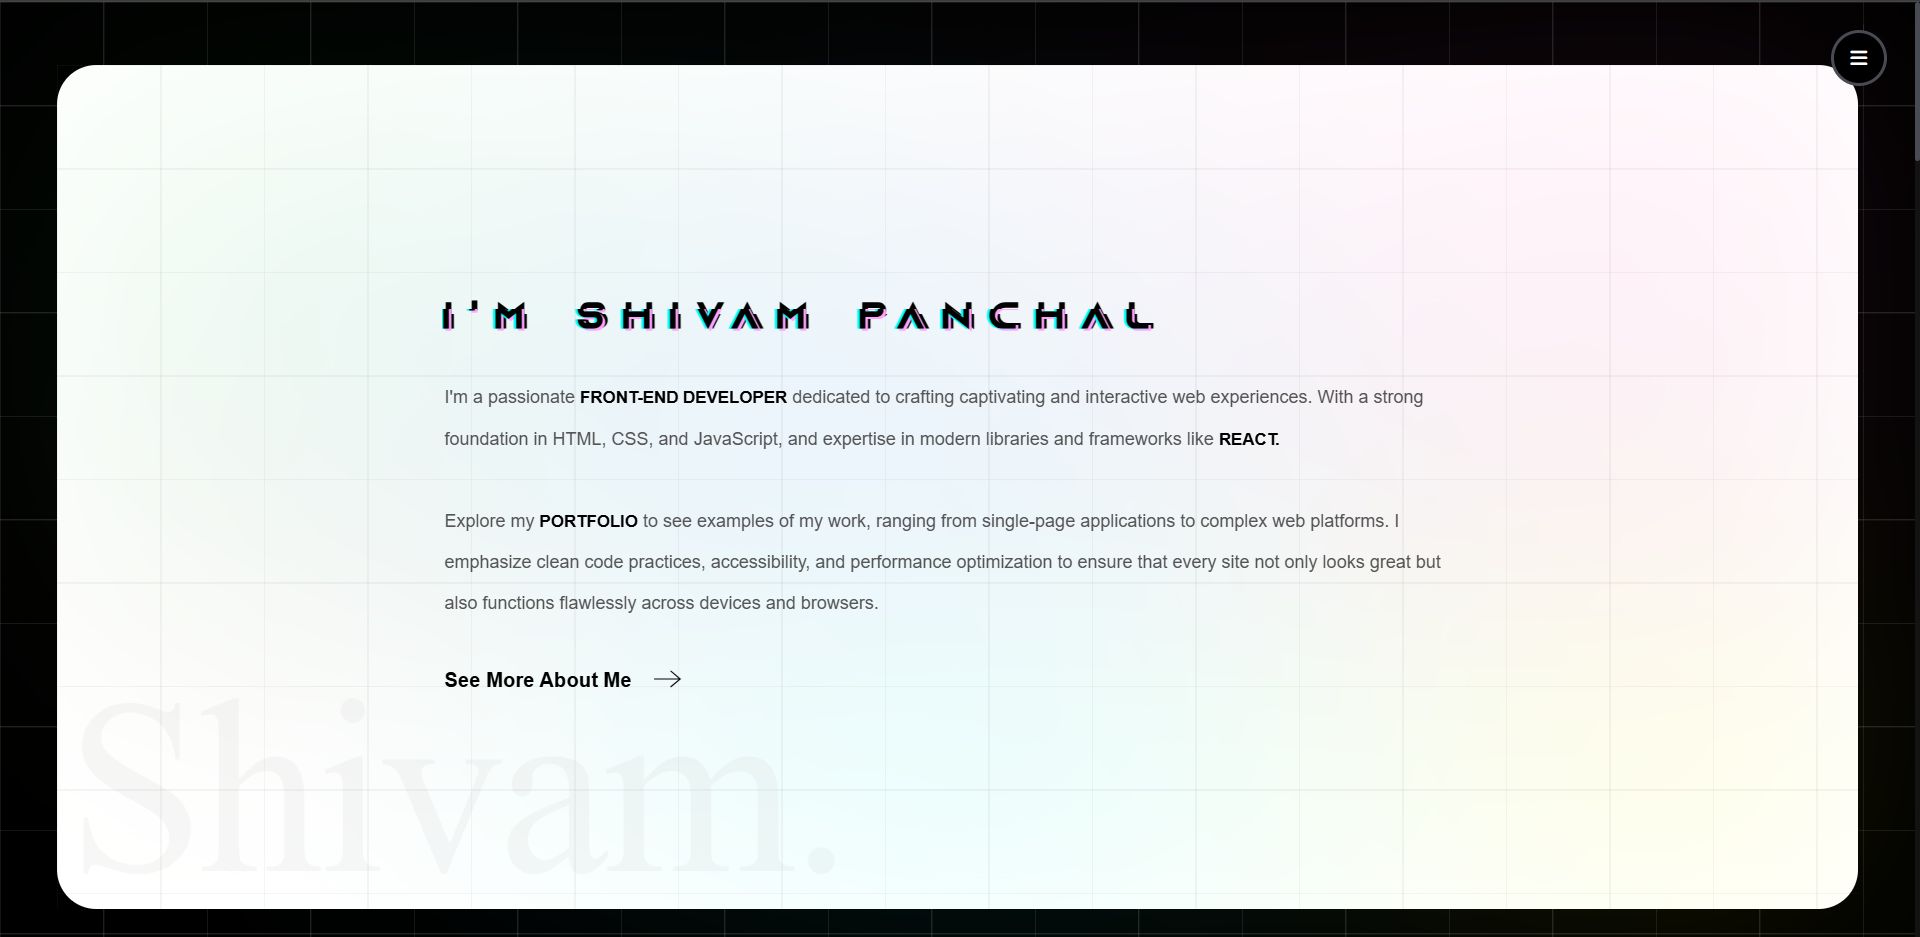 I'M SHIVAM PANCHAL
I'm a passionate FRONT-END DEVELOPER dedicated to crafting captivating and interactive web experiences. With a strong
foundation in HTML, CSS, and JavaScript, and expertise in modern libraries and frameworks like REACT.
Explore my PORTFOLIO to see examples of my work, ranging from single-page applications to complex web platforms. I
emphasize clean code practices, accessibility, and performance optimization to ensure that every site not only looks great but
also functions flawlessly across devices and browsers.
See More About Me
Shivam.